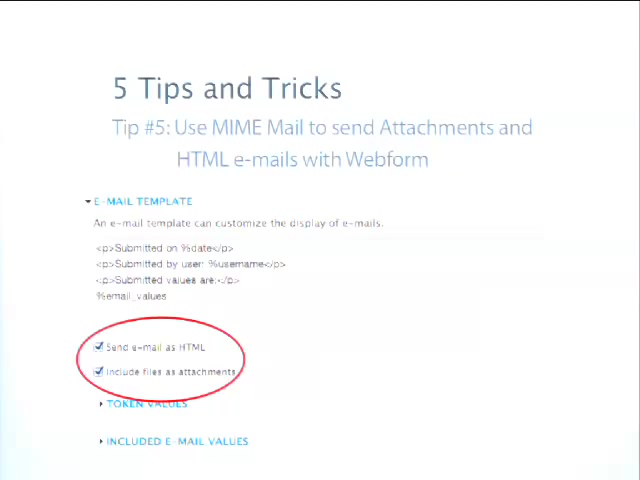 5 Tips and Tricks
Tip #5: Use MIME Mail to send Attachments and
HTML e-mails with Webform
E-MAIL TEMPLATE
An e-mail template can customize the display of e-mails.
<p>Submitted on %date</p>
<p>Submitted by user: %username</p>
<p>Submitted values are:</p>
%email_values
Send e-mail as HTML
Include files as attachments
TOKEN VALUES
INCLUDED E-MAIL VALUES